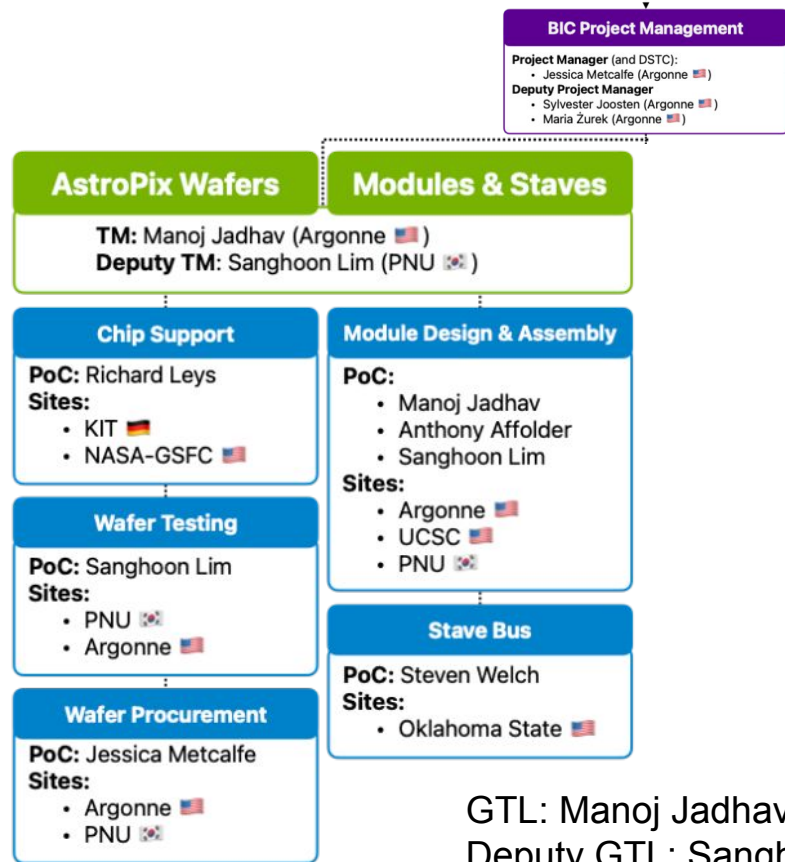 BIC Project Management
Project Manager (and DSTC):
• Jessica Metcalfe (Argonne 🇺🇸)
Deputy Project Manager
• Sylvester Joosten (Argonne 🇺🇸)
• Maria Żurek (Argonne 🇺🇸)
AstroPix Wafers
Modules & Staves
TM: Manoj Jadhav (Argonne 🇺🇸)
Deputy TM: Sanghoon Lim (PNU 🇰🇷)
Chip Support
PoC: Richard Leys
Sites:
• KIT 🇩🇪
• NASA-GSFC 🇺🇸
Wafer Testing
PoC: Sanghoon Lim
Sites:
• PNU 🇰🇷
• Argonne 🇺🇸
Wafer Procurement
PoC: Jessica Metcalfe
Sites:
• Argonne 🇺🇸
• PNU 🇰🇷
Module Design & Assembly
PoC:
• Manoj Jadhav
• Anthony Affolder
• Sanghoon Lim
Sites:
• Argonne 🇺🇸
• UCSC 🇺🇸
• PNU 🇰🇷
Stave Bus
PoC: Steven Welch
Sites:
• Oklahoma State 🇺🇸
GTL: Manoj Jadhav
Deputy GTL: